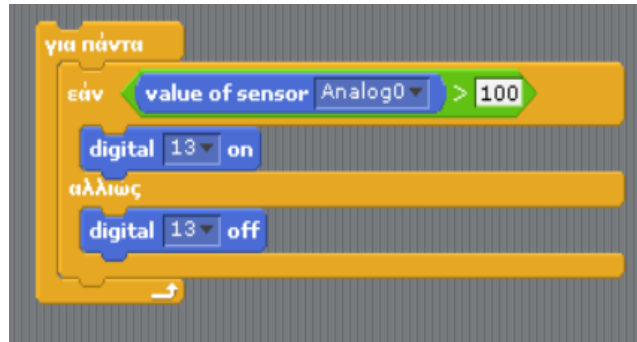 για πάντα
εάν value of sensor Analog0 > 100
digital 13 on
αλλιώς
digital 13 off